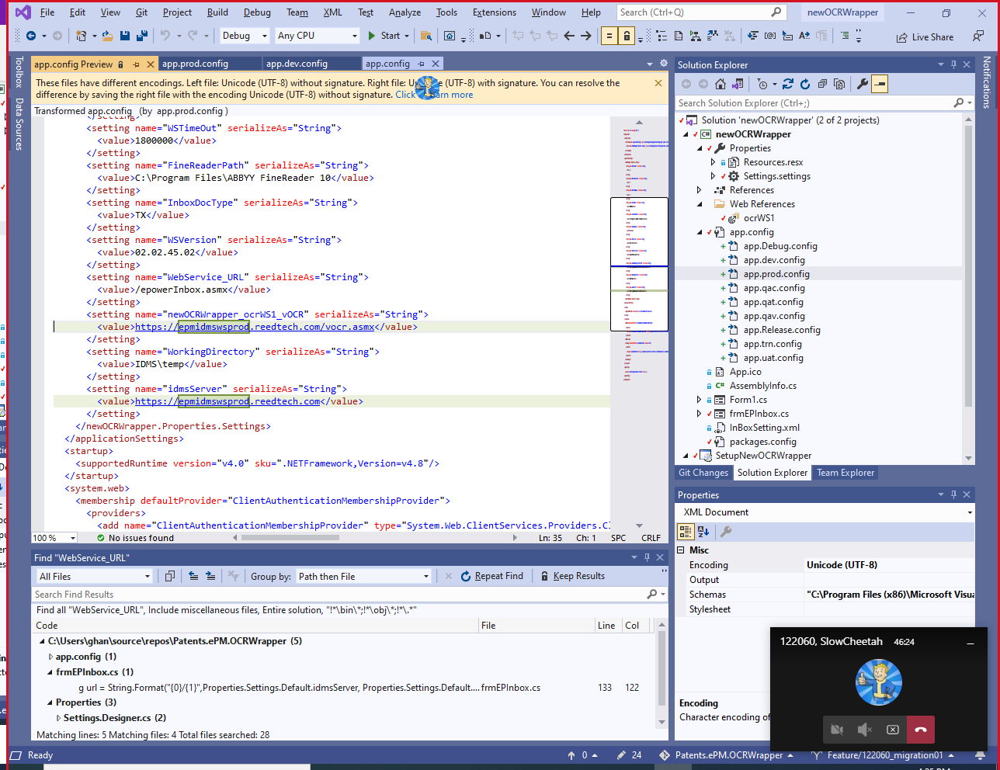 File Edit View Git Project Build Debug Team XML Test Analyze Tools Extensions Window Help Search (Ctrl+Q) newOCRWrapper
Debug Any CPU Start Live Share
Toolbox
Data Sources
app.config Preview app.prod.config app.dev.config app.config
These files have different encodings. Left file: Unicode (UTF-8) without signature. Right file: (UTF-8) with signature. You can resolve the
difference by saving the right file with the encoding Unicode (UTF-8) without signature. Click more
Transformed app.config (by app.prod.config )
</setting>
<setting name="WSTimeOut" serializeAs="String">
<value>1800000</value>
</setting>
<setting name="FineReaderPath" serializeAs="String">
<value>C:\Program Files\ABBYY FineReader 10</value>
</setting>
<setting name="InboxDocType" serializeAs="String">
<value>TX</value>
</setting>
<setting name="WSVersion" serializeAs="String">
<value>02.02.45.02</value>
</setting>
<setting name="WebService_URL" serializeAs="String">
<value>/epowerInbox.asmx</value>
</setting>
<setting name="newOCRWrapper_ocrWS1_vOCR" serializeAs="String">
<value>https://epmidmswsprod.reedtech.com/vocr.asmx</value>
</setting>
<setting name="WorkingDirectory" serializeAs="String">
<value>IDMS\temp</value>
</setting>
<setting name="idmsServer" serializeAs="String">
<value>https://epmidmswsprod.reedtech.com</value>
</setting>
</newOCRWrapper.Properties.Settings>
</applicationSettings>
<startup>
<supportedRuntime version="v4.0" sku=".NETFramework,Version=v4.8"/>
</startup>
<system.web>
<membership defaultProvider="ClientAuthenticationMembershipProvider">
<providers>
<add name="ClientAuthenticationMembershipProvider" type="System.Web.ClientServices.Providers.Cl
100 % No issues found Ln: 35 Ch: 1 SPC CRLF
Find "WebService_URL"
All Files Group by: Path then File Repeat Find Keep Results
Search Find Results
Find all "WebService_URL", Include miscellaneous files, Entire solution, "!*\bin\*;!*\obj\*;!*\.*"
Code File Line Col
C:\Users\ghan\source\repos\Patents.ePM.OCRWrapper (5)
app.config (1)
frmEPInbox.cs (1)
g url = String.Format("{0}/{1}",Properties.Settings.Default.idmsServer, Properties.Settings.Default.... frmEPInbox.cs 133 122
Properties (3)
Settings.Designer.cs (2)
Matching lines: 5 Matching files: 4 Total files searched: 28
Solution Explorer
Search Solution Explorer (Ctrl+;)
Solution 'newOCRWrapper' (2 of 2 projects)
newOCRWrapper
Properties
Resources.resx
Settings.settings
References
Web References
ocrWS1
app.config
app.Debug.config
app.dev.config
app.prod.config
app.qac.config
app.qat.config
app.qav.config
app.Release.config
app.trn.config
app.uat.config
App.ico
AssemblyInfo.cs
Form1.cs
frmEPInbox.cs
InBoxSetting.xml
packages.config
SetupNewOCRWrapper
Git Changes Solution Explorer Team Explorer
Notifications
Properties
XML Document
Misc
Encoding Unicode (UTF-8)
Output
Schemas "C:\Program Files (x86)\Microsoft Visua
Stylesheet
Encoding
Character encoding of
122060, SlowCheetah 46:24
Ready 0 24 Patents.ePM.OCRWrapper Feature/122060_migration01